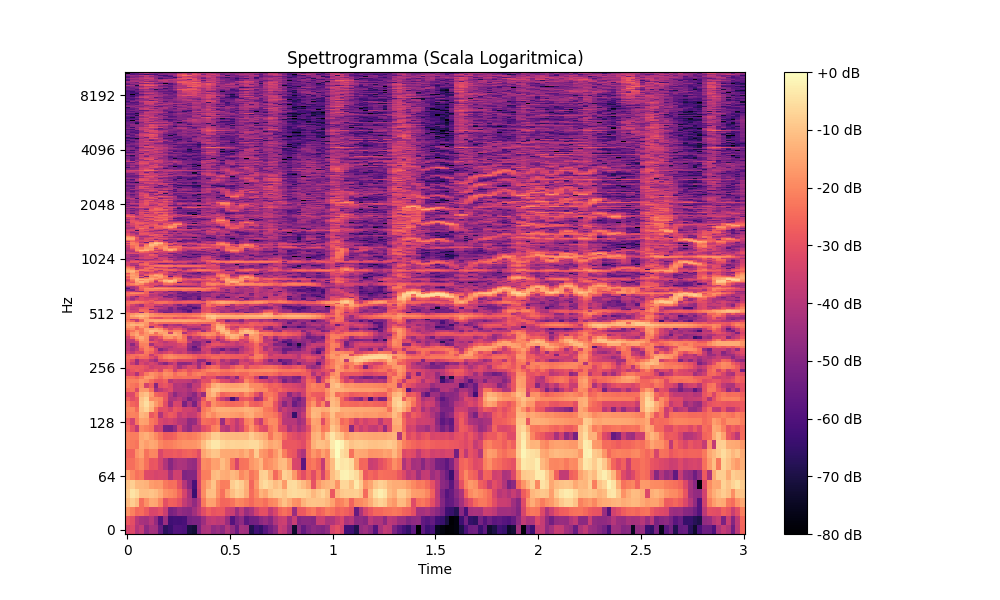 Spettrogramma (Scala Logaritmica)
Hz
8192
4096
2048
1024
512
256
128
64
0
0
0.5
1
1.5
2
2.5
3
Time
+0 dB
-10 dB
-20 dB
-30 dB
-40 dB
-50 dB
-60 dB
-70 dB
-80 dB